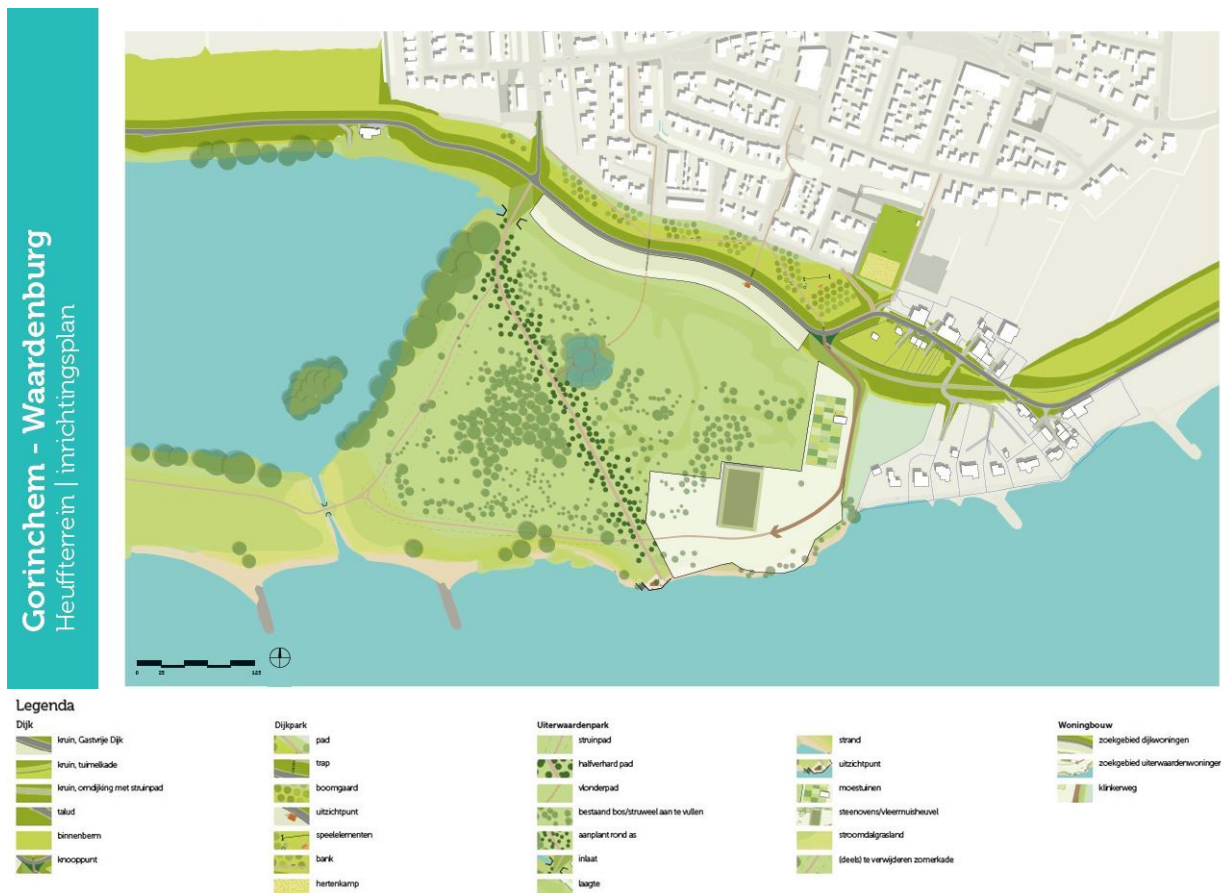 Gorinchem - Waardenburg
Heuffterrein | inrichtingsplan
0 25 125
Legenda
Dijk
kruin, Gastvrije Dijk
kruin, tuimelkade
kruin, omdijking met struinpad
talud
binnenberm
knooppunt
Dijkpark
pad
trap
boomgaard
uitzichtpunt
speelelementen
bank
hertenkamp
Uiterwaardenpark
struinpad
halfverhard pad
vlonderpad
bestaand bos/struweel aan te vullen
aanplant rond as
inlaat
laagte
strand
uitzichtpunt
moestuinen
steenovens/vleermuisheuvel
stroomdalgrasland
(deels) te verwijderen zomerkade
Woningbouw
zoekgebied dijkwoningen
zoekgebied uiterwaardenwoningen
klinkerweg